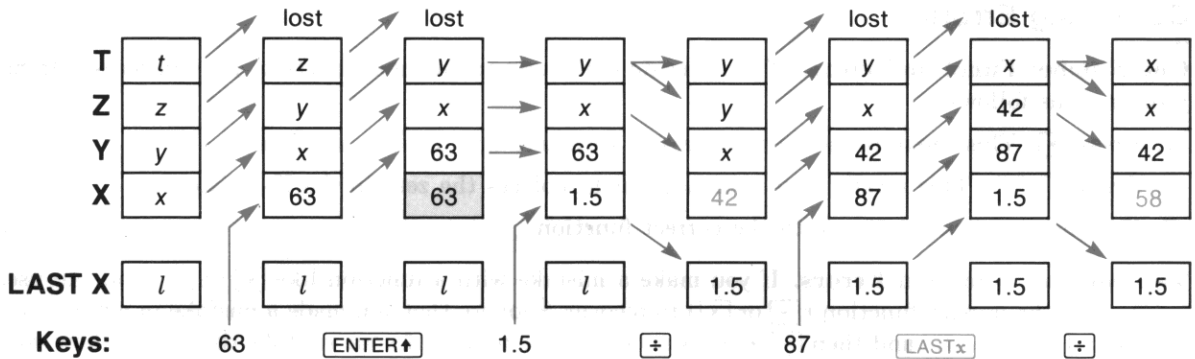 lost lost lost lost
T t z y y y y x x
Z z y x x y x 42 x
Y y x 63 63 x 42 87 42
X x 63 63 1.5 42 87 1.5 58
LAST X l l l l 1.5 1.5 1.5 1.5
Keys: 63 ENTER↑ 1.5 ÷ 87 LASTx ÷